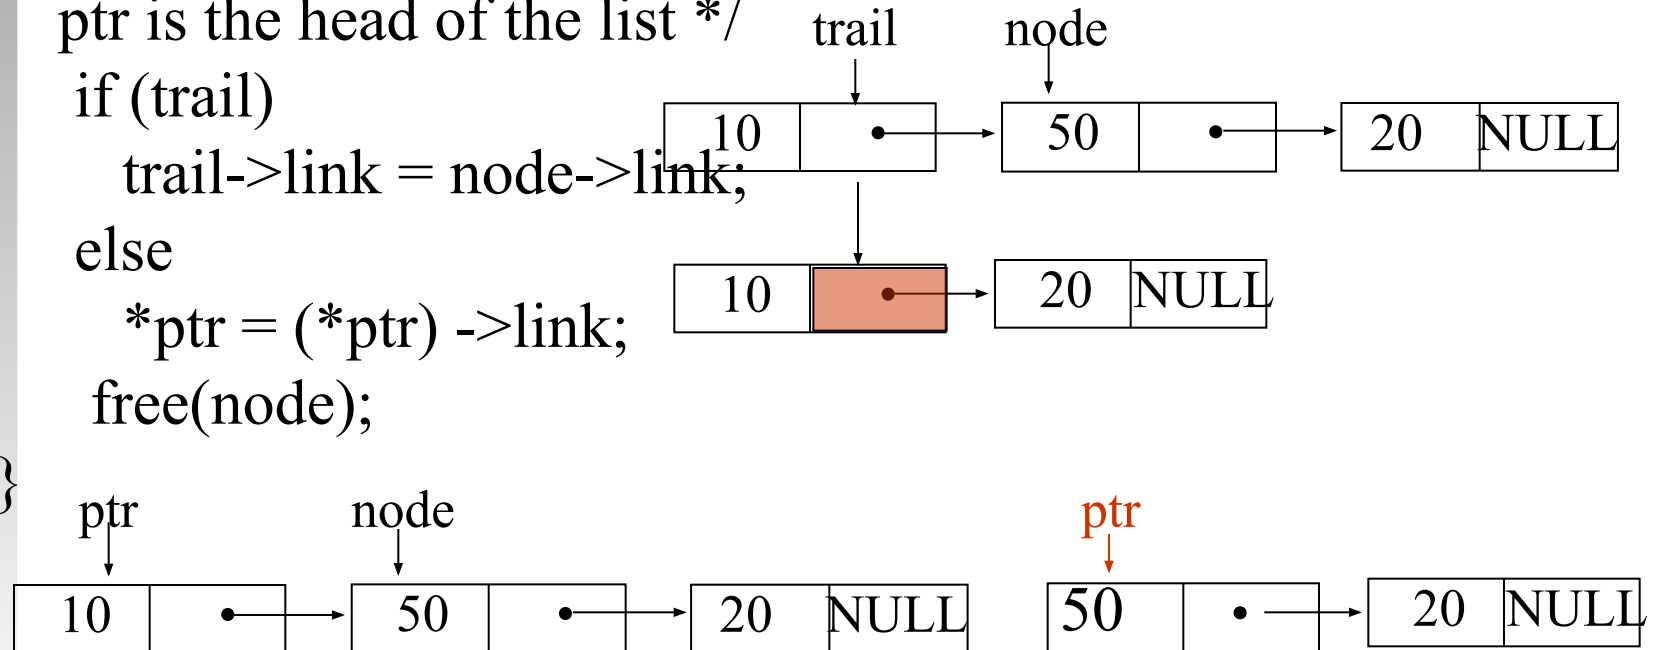 ptr is the head of the list */
trail node
if (trail)
10 50 20 NULL
trail->link = node->link;
else
10 20 NULL
*ptr = (*ptr) ->link;
free(node);
}
ptr node ptr
10 50 20 NULL 50 20 NULL